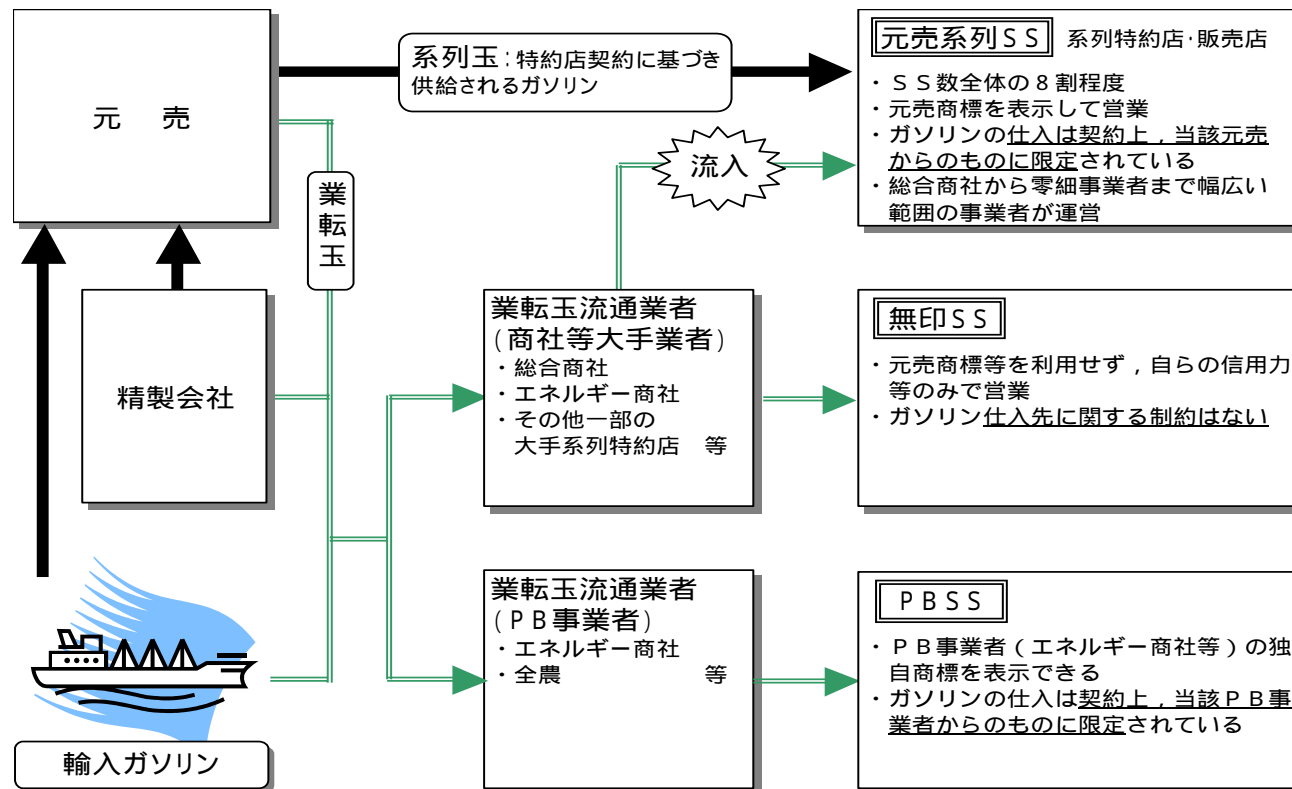 元　売
系列玉：特約店契約に基づき
供給されるガソリン
元売系列ＳＳ　系列特約店・販売店
・ＳＳ数全体の８割程度
・元売商標を表示して営業
・ガソリンの仕入は契約上，当該元売
からのものに限定されている
・総合商社から零細事業者まで幅広い
範囲の事業者が運営
流入
業転玉
精製会社
業転玉流通業者
(商社等大手業者)
・総合商社
・エネルギー商社
・その他一部の
大手系列特約店　等
無印ＳＳ
・元売商標等を利用せず，自らの信用力
等のみで営業
・ガソリン仕入先に関する制約はない
業転玉流通業者
(ＰＢ事業者)
・エネルギー商社
・全農　　　　　　等
ＰＢＳＳ
・ＰＢ事業者（エネルギー商社等）の独
自商標を表示できる
・ガソリンの仕入は契約上，当該ＰＢ事
業者からのものに限定されている
輸入ガソリン